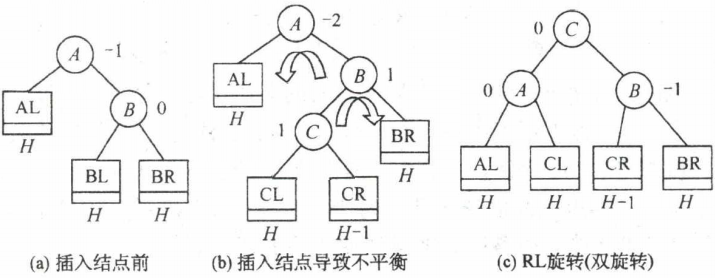 A -1
AL
H
B 0
BL BR
H H
(a) 插入结点前
A -2
AL
H
B 1
1 C
BR
H
CL CR
H H-1
(b) 插入结点导致不平衡
0 C
0 A B -1
AL CL CR BR
H H H-1 H
(c) RL旋转(双旋转)